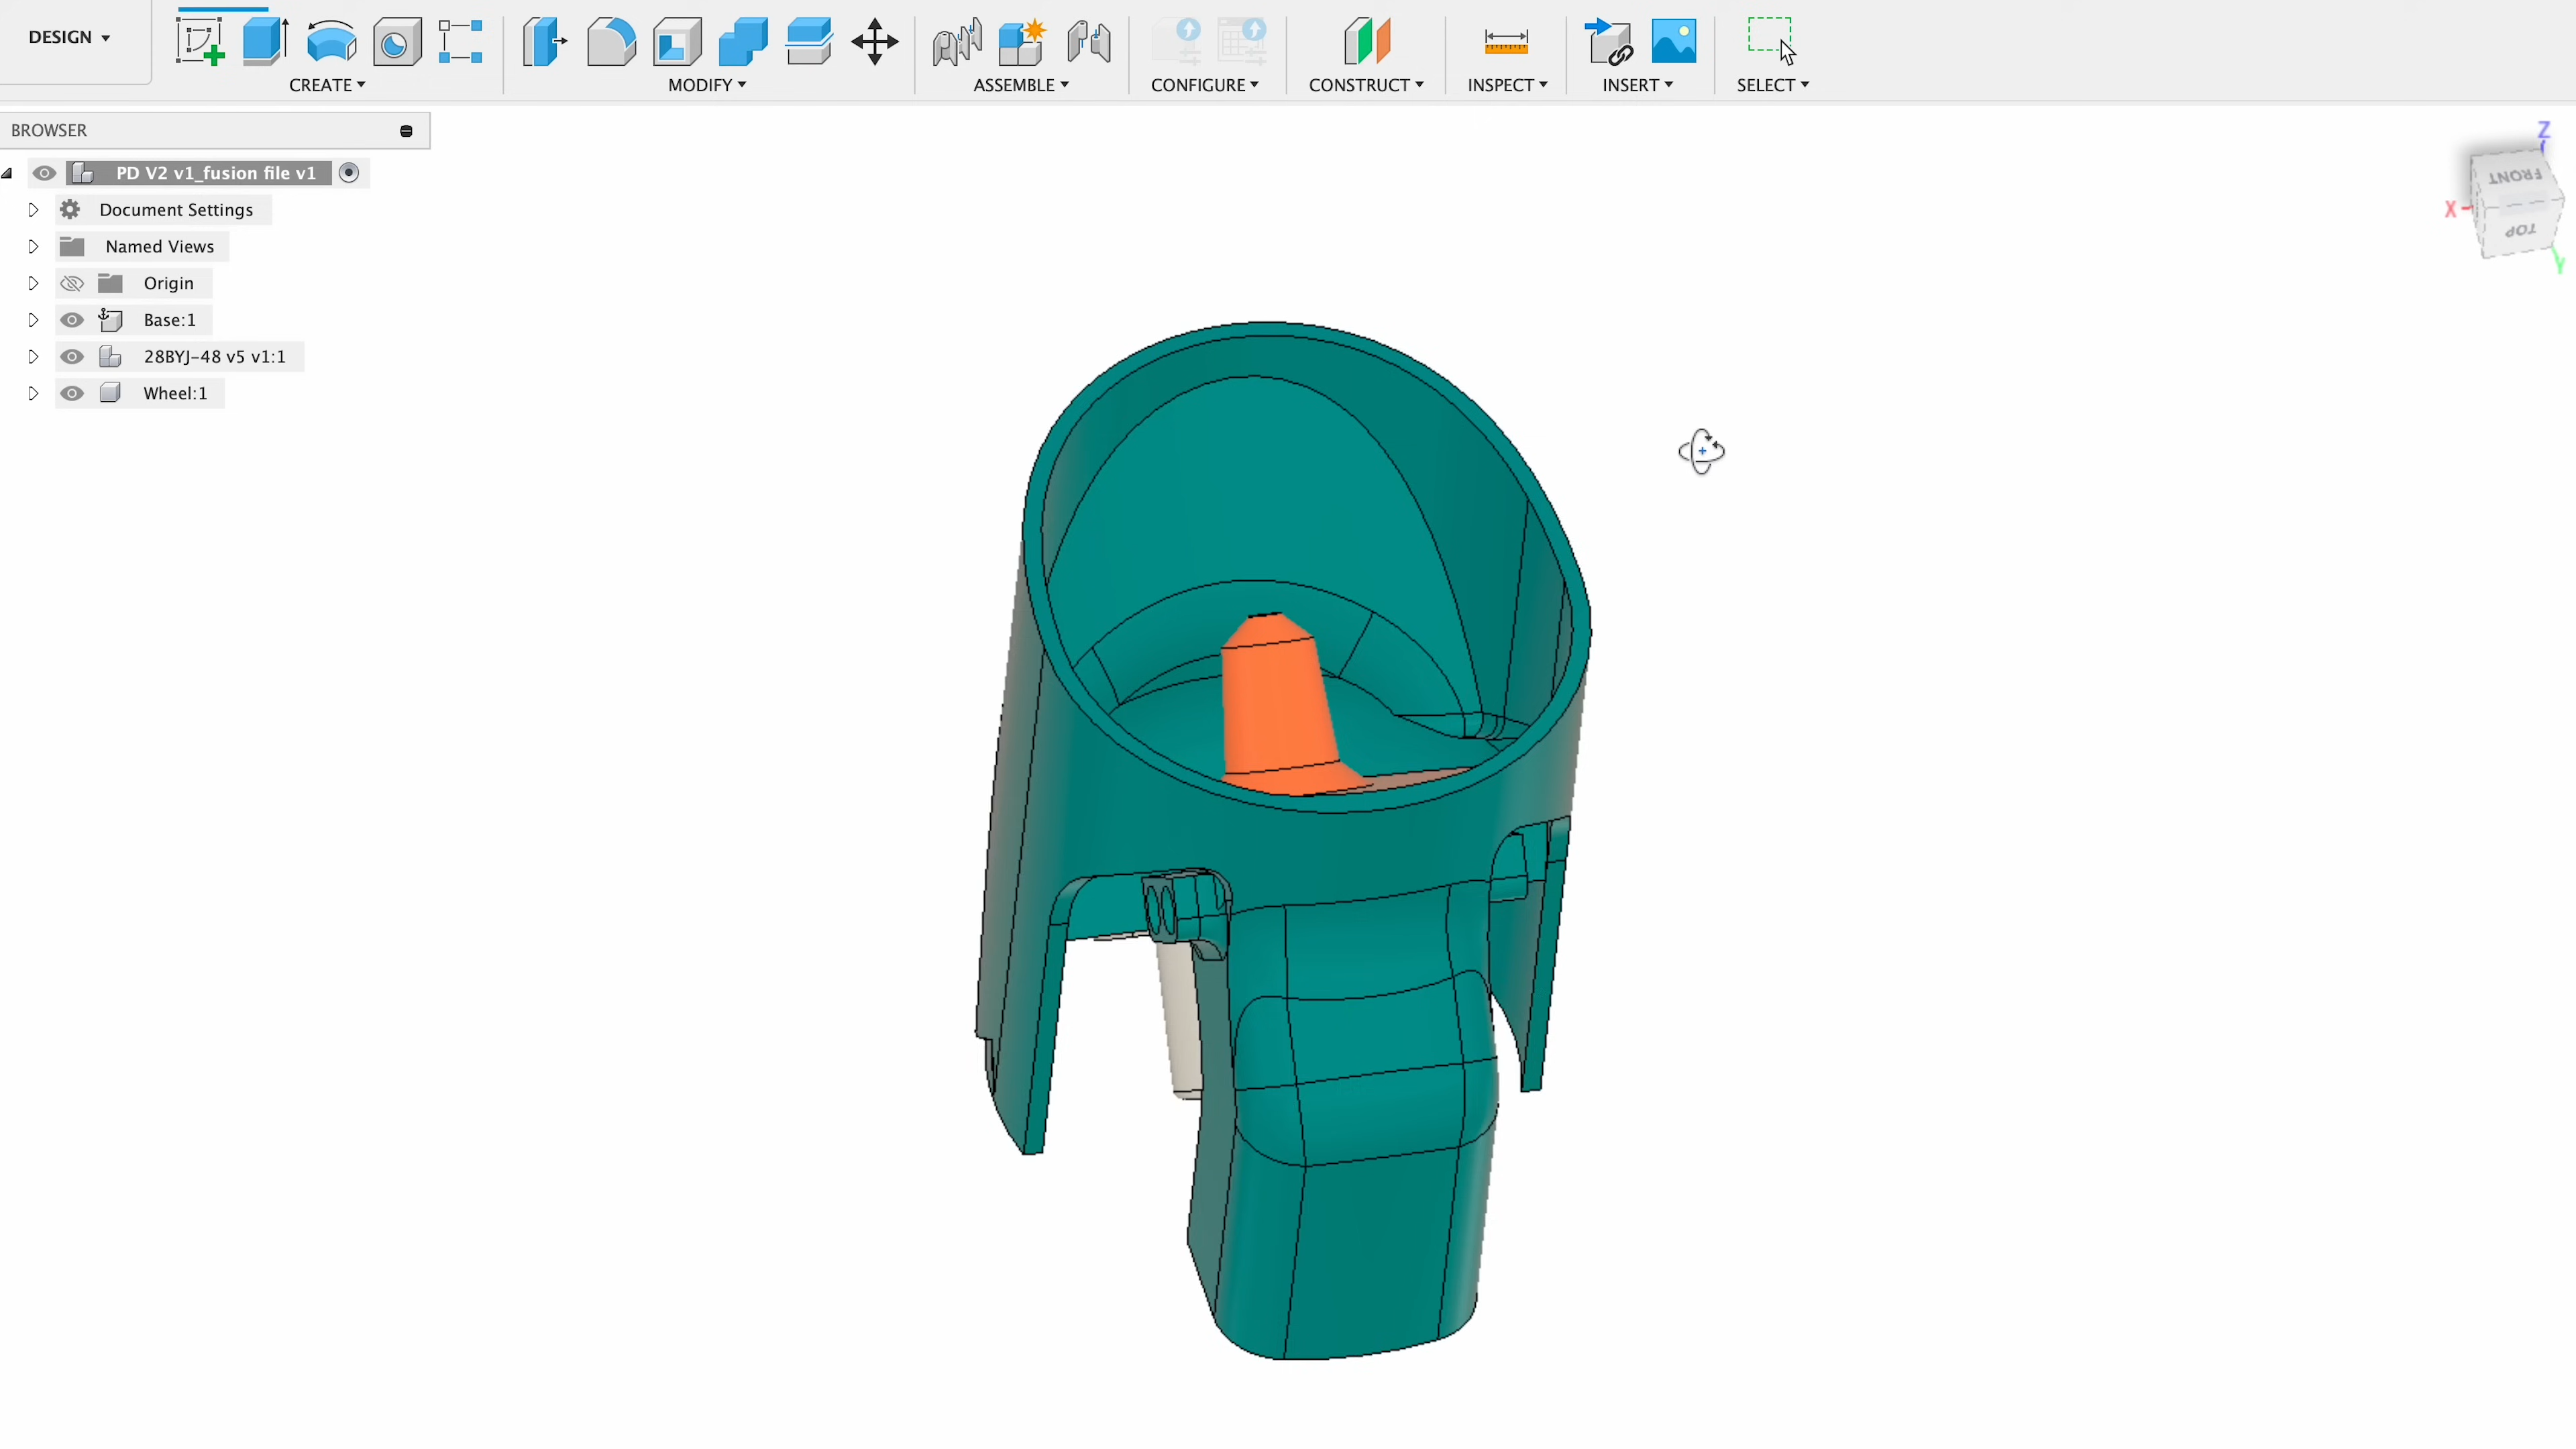 DESIGN
CREATE
MODIFY
ASSEMBLE
CONFIGURE
CONSTRUCT
INSPECT
INSERT
SELECT
BROWSER
PD V2 v1_fusion file v1
Document Settings
Named Views
Origin
Base:1
28BYJ-48 v5 v1:1
Wheel:1
Z
FRONT
X
TOP
Y